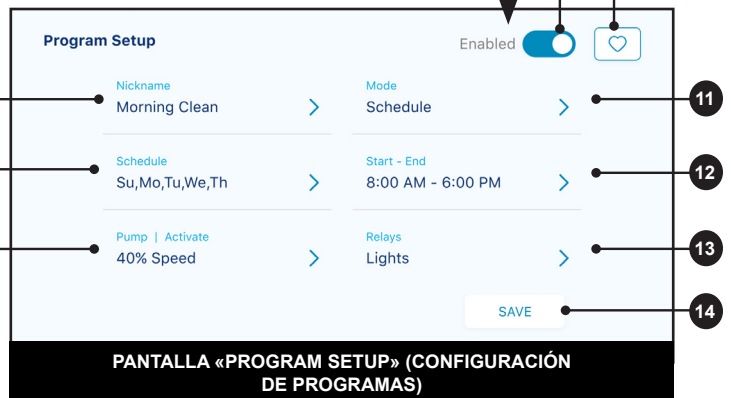 Program Setup
Enabled
Nickname
Morning Clean
Mode
Schedule
11
Schedule
Su,Mo,Tu,We,Th
Start - End
8:00 AM - 6:00 PM
12
Pump | Activate
40% Speed
Relays
Lights
13
SAVE
14
PANTALLA «PROGRAM SETUP» (CONFIGURACIÓN
DE PROGRAMAS)